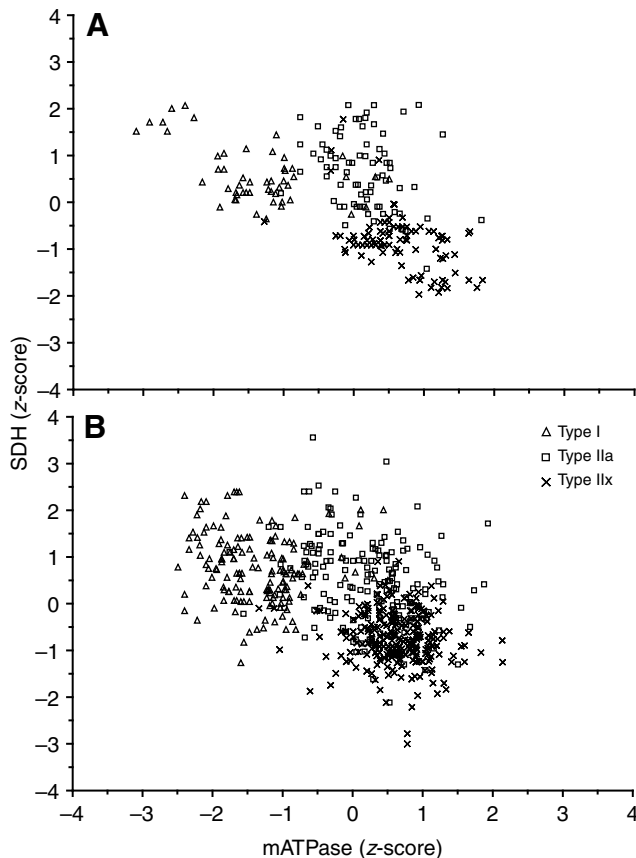 A
4
3
2
1
0
–1
–2
–3
–4
SDH (z-score)
B
Type I
Type IIa
Type IIx
4
3
2
1
0
–1
–2
–3
–4
–4 –3 –2 –1 0 1 2 3 4
mATPase (z-score)